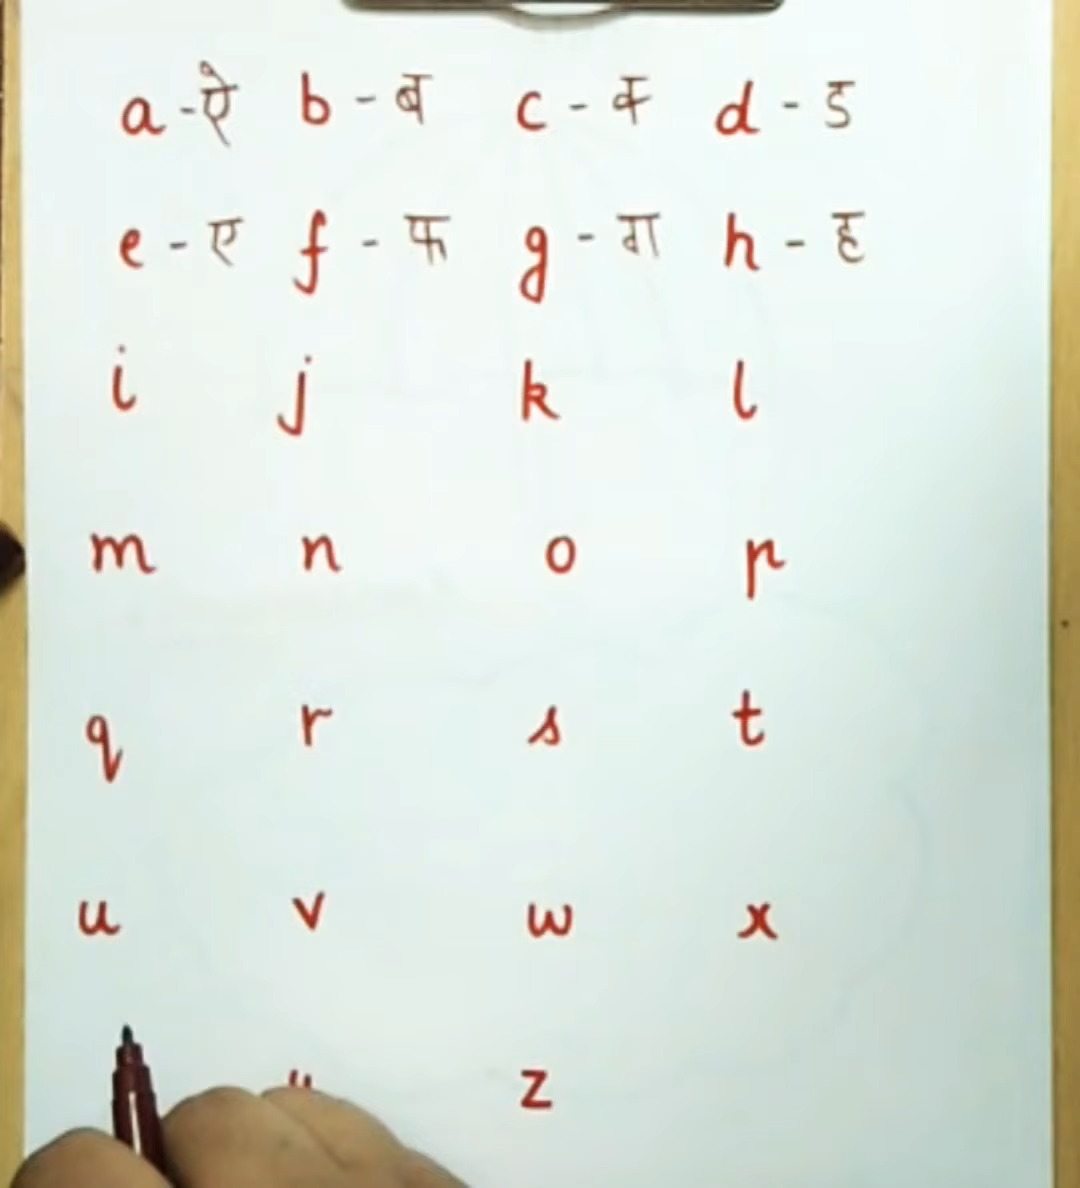 a - ऐ b - ब c - क d - ड
e - ए f - फ g - ग h - ह
i j k l
m n o p
q r s t
u v w x
z